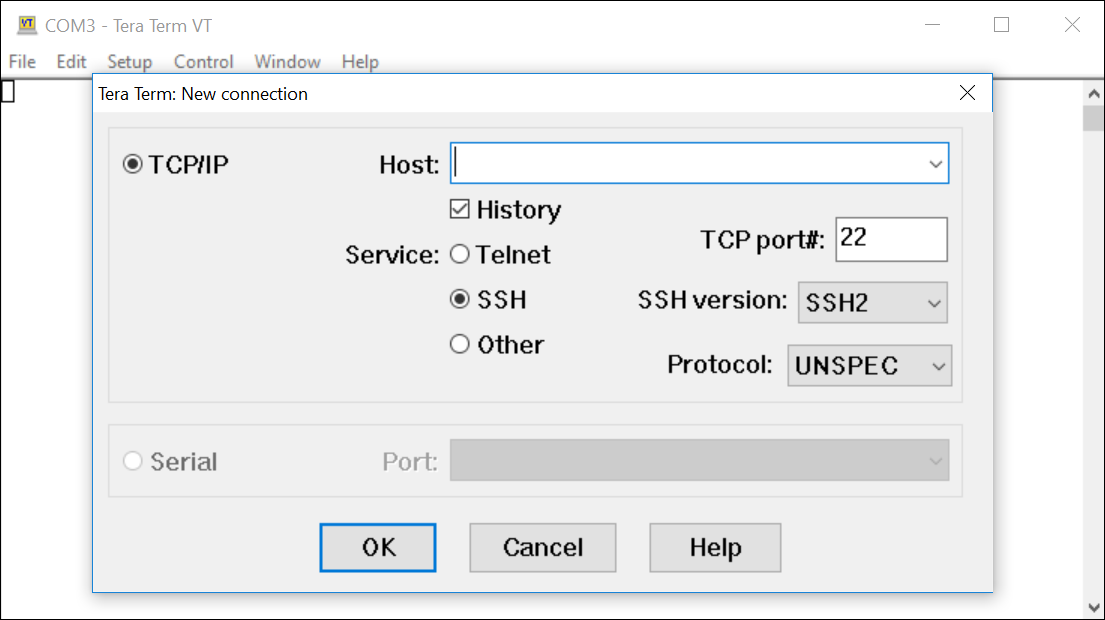 VT COM3 - Tera Term VT
File Edit Setup Control Window Help
Tera Term: New connection
TCP/IP Host:
History
TCP port#: 22
Service: Telnet
SSH SSH version: SSH2
Other
Protocol: UNSPEC
Serial Port:
OK Cancel Help